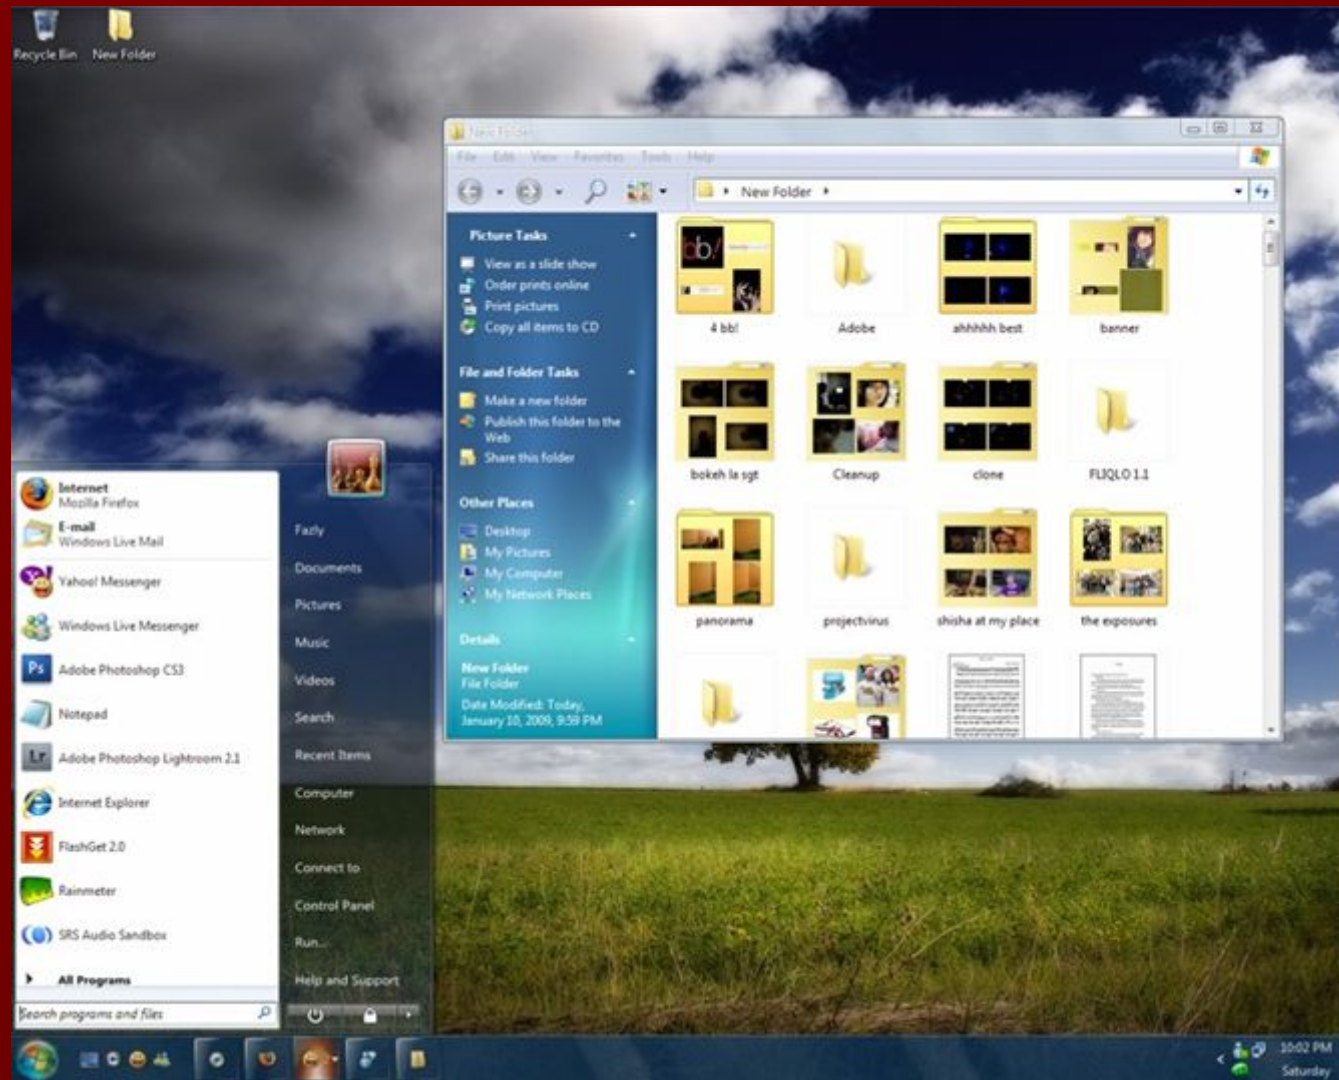 Recycle Bin
New Folder
New Folder
File Edit View Favorites Tools Help
New Folder
Picture Tasks
View as a slide show
Order prints online
Print pictures
Copy all items to CD
File and Folder Tasks
Make a new folder
Publish this folder to the
Web
Share this folder
Other Places
Desktop
My Pictures
My Computer
My Network Places
Details
New Folder
File Folder
Date Modified: Today,
January 10, 2009, 9:59 PM
bb!
4 bb!
Adobe
ahhhhh best
banner
bokeh la sgt
Cleanup
clone
FLIQLO 1.1
panorama
projectvirus
shisha at my place
the exposures
Internet
Mozilla Firefox
E-mail
Windows Live Mail
Yahoo! Messenger
Windows Live Messenger
Ps
Adobe Photoshop CS3
Notepad
Lr
Adobe Photoshop Lightroom 2.1
Internet Explorer
FlashGet 2.0
Rainmeter
SRS Audio Sandbox
All Programs
Search programs and files
Fazly
Documents
Pictures
Music
Videos
Search
Recent Items
Computer
Network
Connect to
Control Panel
Run...
Help and Support
10:02 PM
Saturday